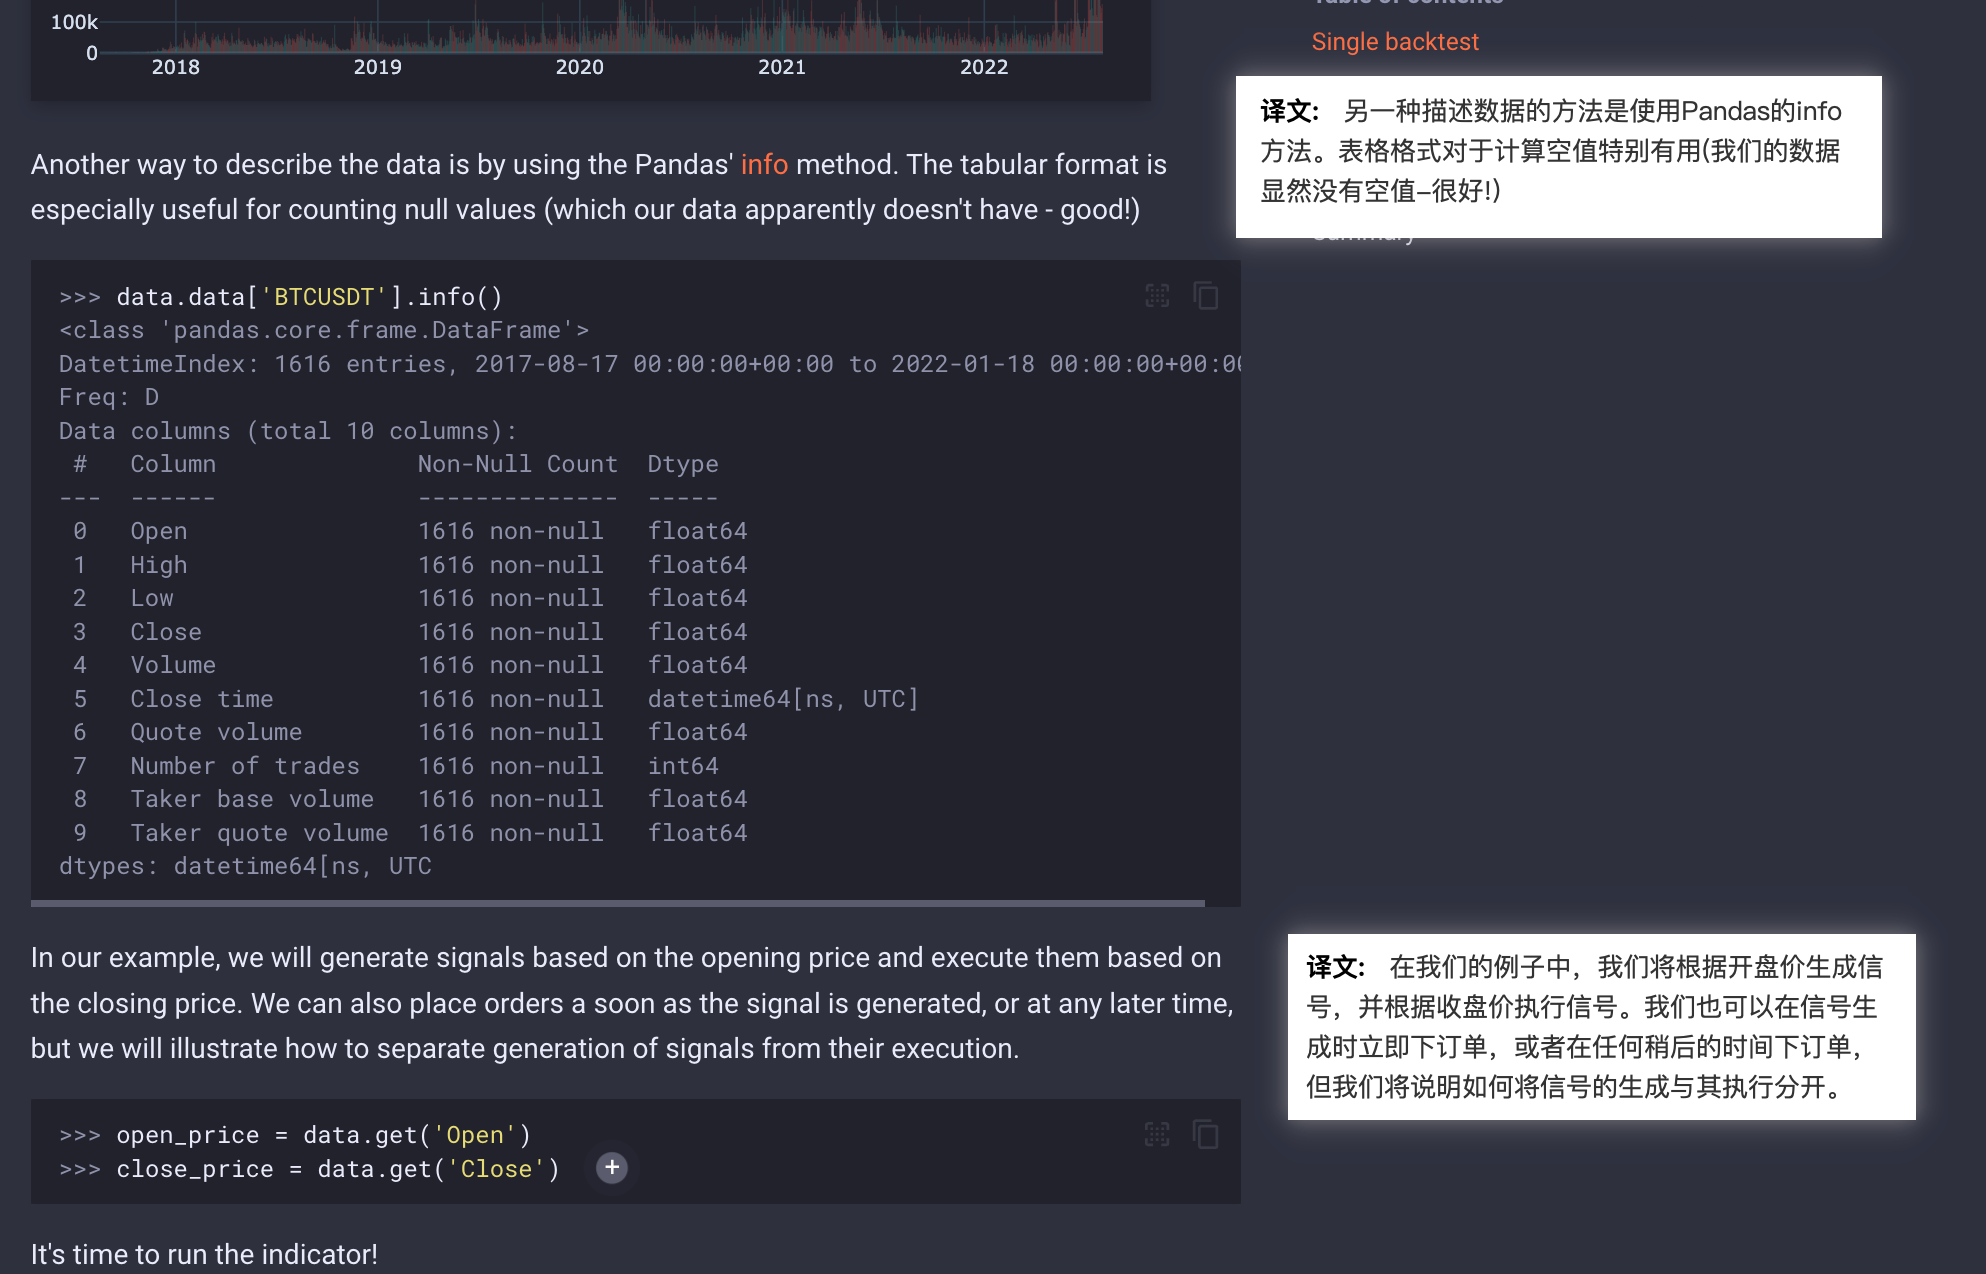 100k
0
2018 2019 2020 2021 2022
Table of contents
Single backtest
译文: 另一种描述数据的方法是使用Pandas的info
方法。表格格式对于计算空值特别有用(我们的数据
显然没有空值–很好!)
Summary
Another way to describe the data is by using the Pandas' info method. The tabular format is
especially useful for counting null values (which our data apparently doesn't have - good!)
>>> data.data['BTCUSDT'].info()
<class 'pandas.core.frame.DataFrame'>
DatetimeIndex: 1616 entries, 2017-08-17 00:00:00+00:00 to 2022-01-18 00:00:00+00:00
Freq: D
Data columns (total 10 columns):
 #   Column              Non-Null Count  Dtype
---  ------              --------------  -----
 0   Open                1616 non-null   float64
 1   High                1616 non-null   float64
 2   Low                 1616 non-null   float64
 3   Close               1616 non-null   float64
 4   Volume              1616 non-null   float64
 5   Close time          1616 non-null   datetime64[ns, UTC]
 6   Quote volume        1616 non-null   float64
 7   Number of trades    1616 non-null   int64
 8   Taker base volume   1616 non-null   float64
 9   Taker quote volume  1616 non-null   float64
dtypes: datetime64[ns, UTC
In our example, we will generate signals based on the opening price and execute them based on
the closing price. We can also place orders a soon as the signal is generated, or at any later time,
but we will illustrate how to separate generation of signals from their execution.
译文: 在我们的例子中，我们将根据开盘价生成信
号，并根据收盘价执行信号。我们也可以在信号生
成时立即下订单，或者在任何稍后的时间下订单，
但我们将说明如何将信号的生成与其执行分开。
>>> open_price = data.get('Open')
>>> close_price = data.get('Close')
It's time to run the indicator!